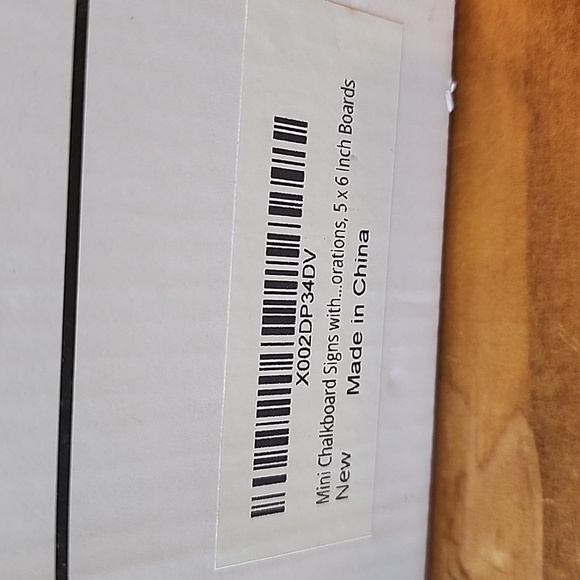 X002DP34DV
Mini Chalkboard Signs with...orations, 5 x 6 Inch Boards
New
Made in China